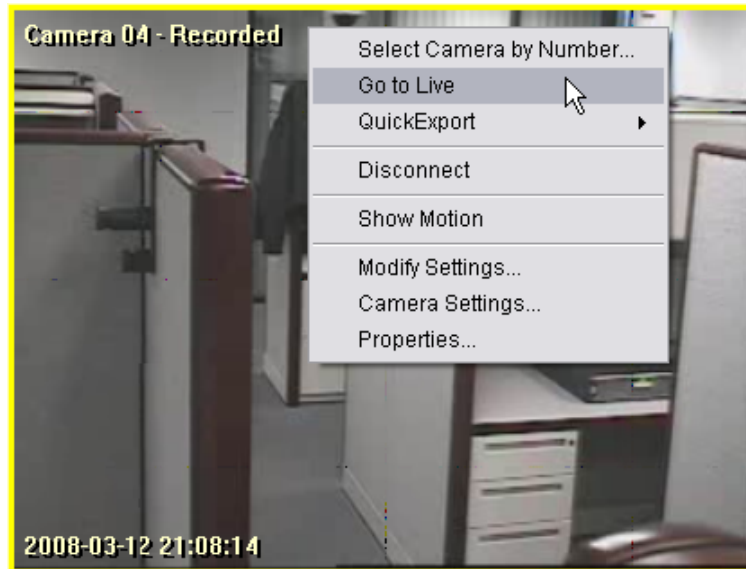 Camera 04 - Recorded
Select Camera by Number...
Go to Live
QuickExport
Disconnect
Show Motion
Modify Settings...
Camera Settings...
Properties...
2008-03-12 21:08:14